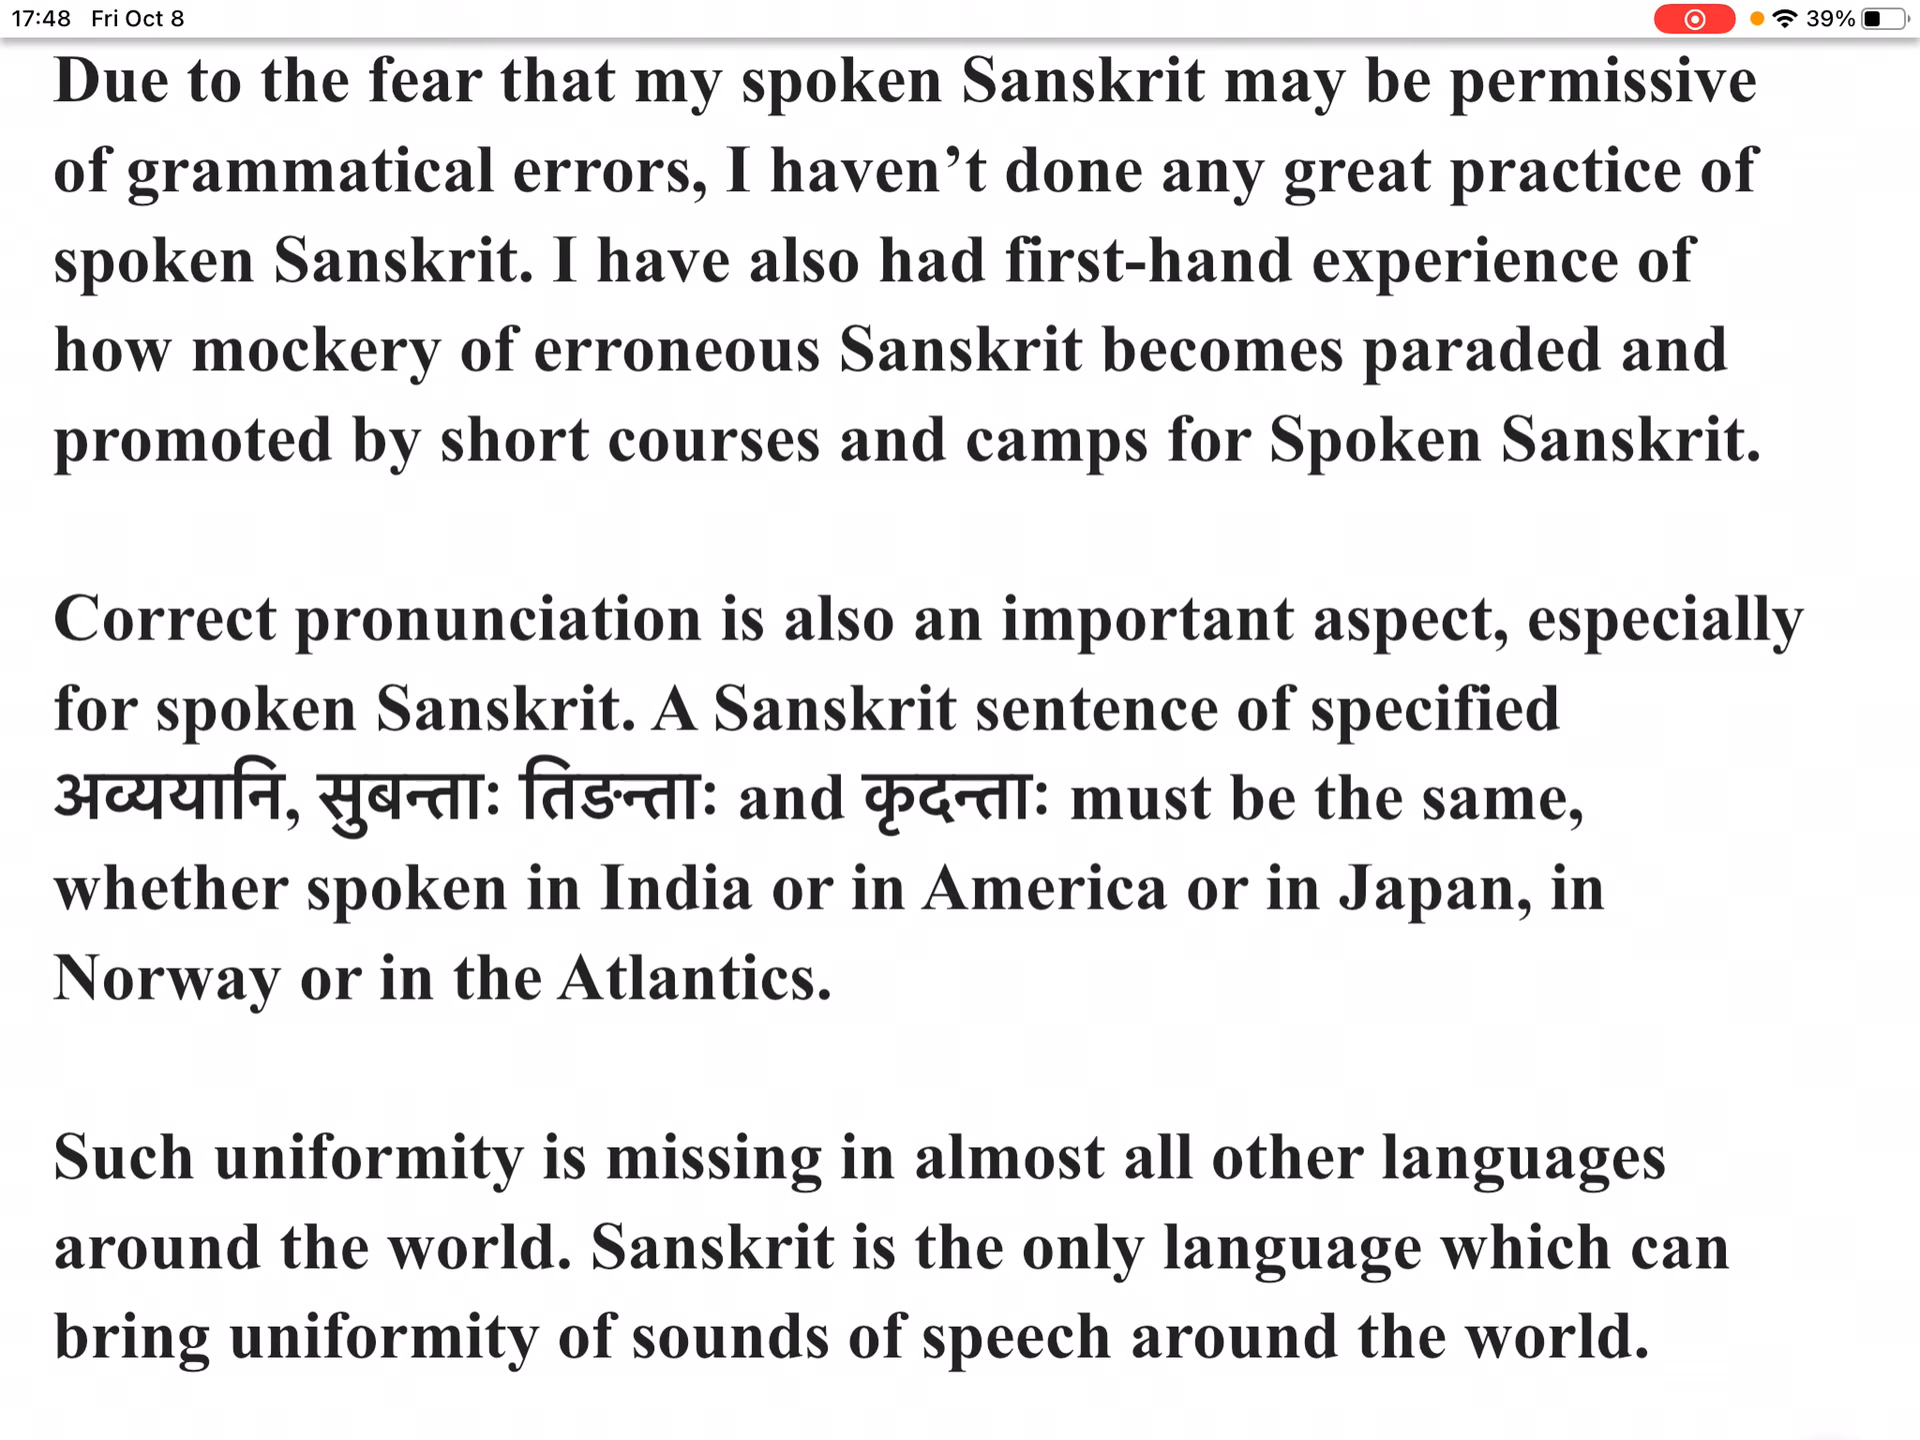 17:48 Fri Oct 8 39%
Due to the fear that my spoken Sanskrit may be permissive
of grammatical errors, I haven’t done any great practice of
spoken Sanskrit. I have also had first-hand experience of
how mockery of erroneous Sanskrit becomes paraded and
promoted by short courses and camps for Spoken Sanskrit.
Correct pronunciation is also an important aspect, especially
for spoken Sanskrit. A Sanskrit sentence of specified
अव्ययानि, सुबन्ताः तिङन्ताः and कृदन्ताः must be the same,
whether spoken in India or in America or in Japan, in
Norway or in the Atlantics.
Such uniformity is missing in almost all other languages
around the world. Sanskrit is the only language which can
bring uniformity of sounds of speech around the world.